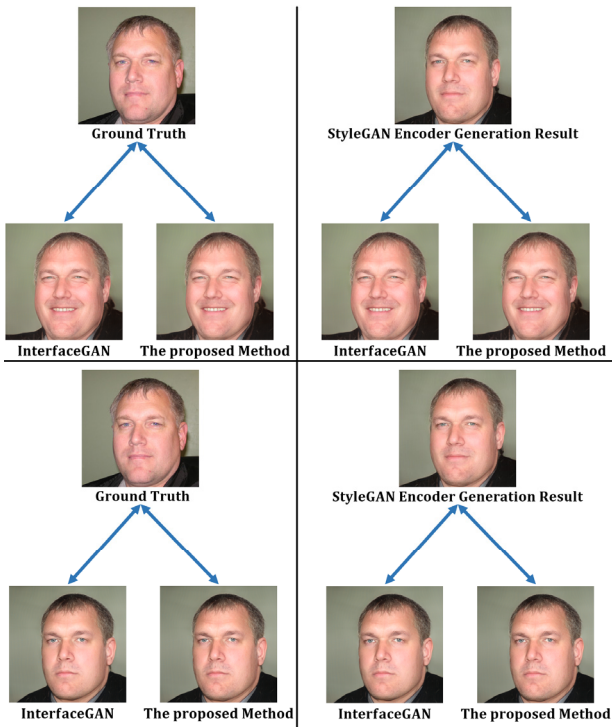 Ground Truth
StyleGAN Encoder Generation Result
InterfaceGAN
The proposed Method
InterfaceGAN
The proposed Method
Ground Truth
StyleGAN Encoder Generation Result
InterfaceGAN
The proposed Method
InterfaceGAN
The proposed Method